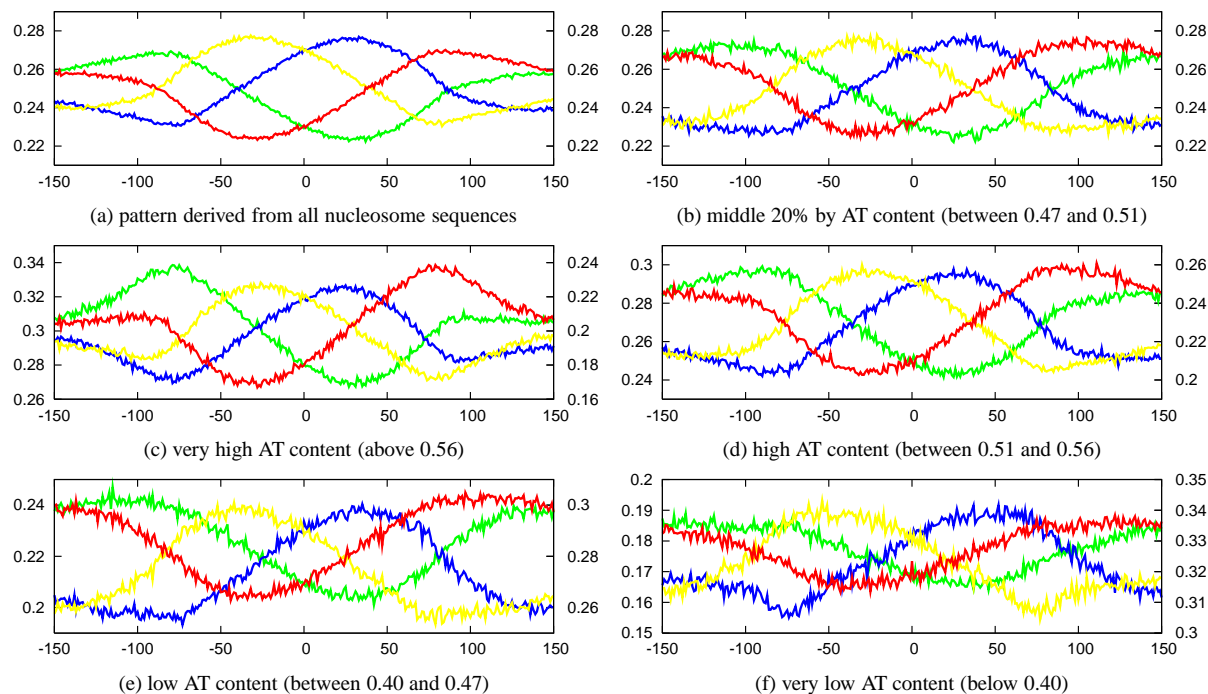 0.28 0.28
0.26 0.26
0.24 0.24
0.22 0.22
-150 -100 -50 0 50 100 150
(a) pattern derived from all nucleosome sequences
0.28 0.28
0.26 0.26
0.24 0.24
0.22 0.22
-150 -100 -50 0 50 100 150
(b) middle 20% by AT content (between 0.47 and 0.51)
0.34 0.24
0.32 0.22
0.3 0.2
0.28 0.18
0.26 0.16
-150 -100 -50 0 50 100 150
(c) very high AT content (above 0.56)
0.3 0.26
0.28 0.24
0.26 0.22
0.24 0.2
-150 -100 -50 0 50 100 150
(d) high AT content (between 0.51 and 0.56)
0.24 0.3
0.22 0.28
0.2 0.26
-150 -100 -50 0 50 100 150
(e) low AT content (between 0.40 and 0.47)
0.2 0.35
0.19 0.34
0.18 0.33
0.17 0.32
0.16 0.31
0.15 0.3
-150 -100 -50 0 50 100 150
(f) very low AT content (below 0.40)